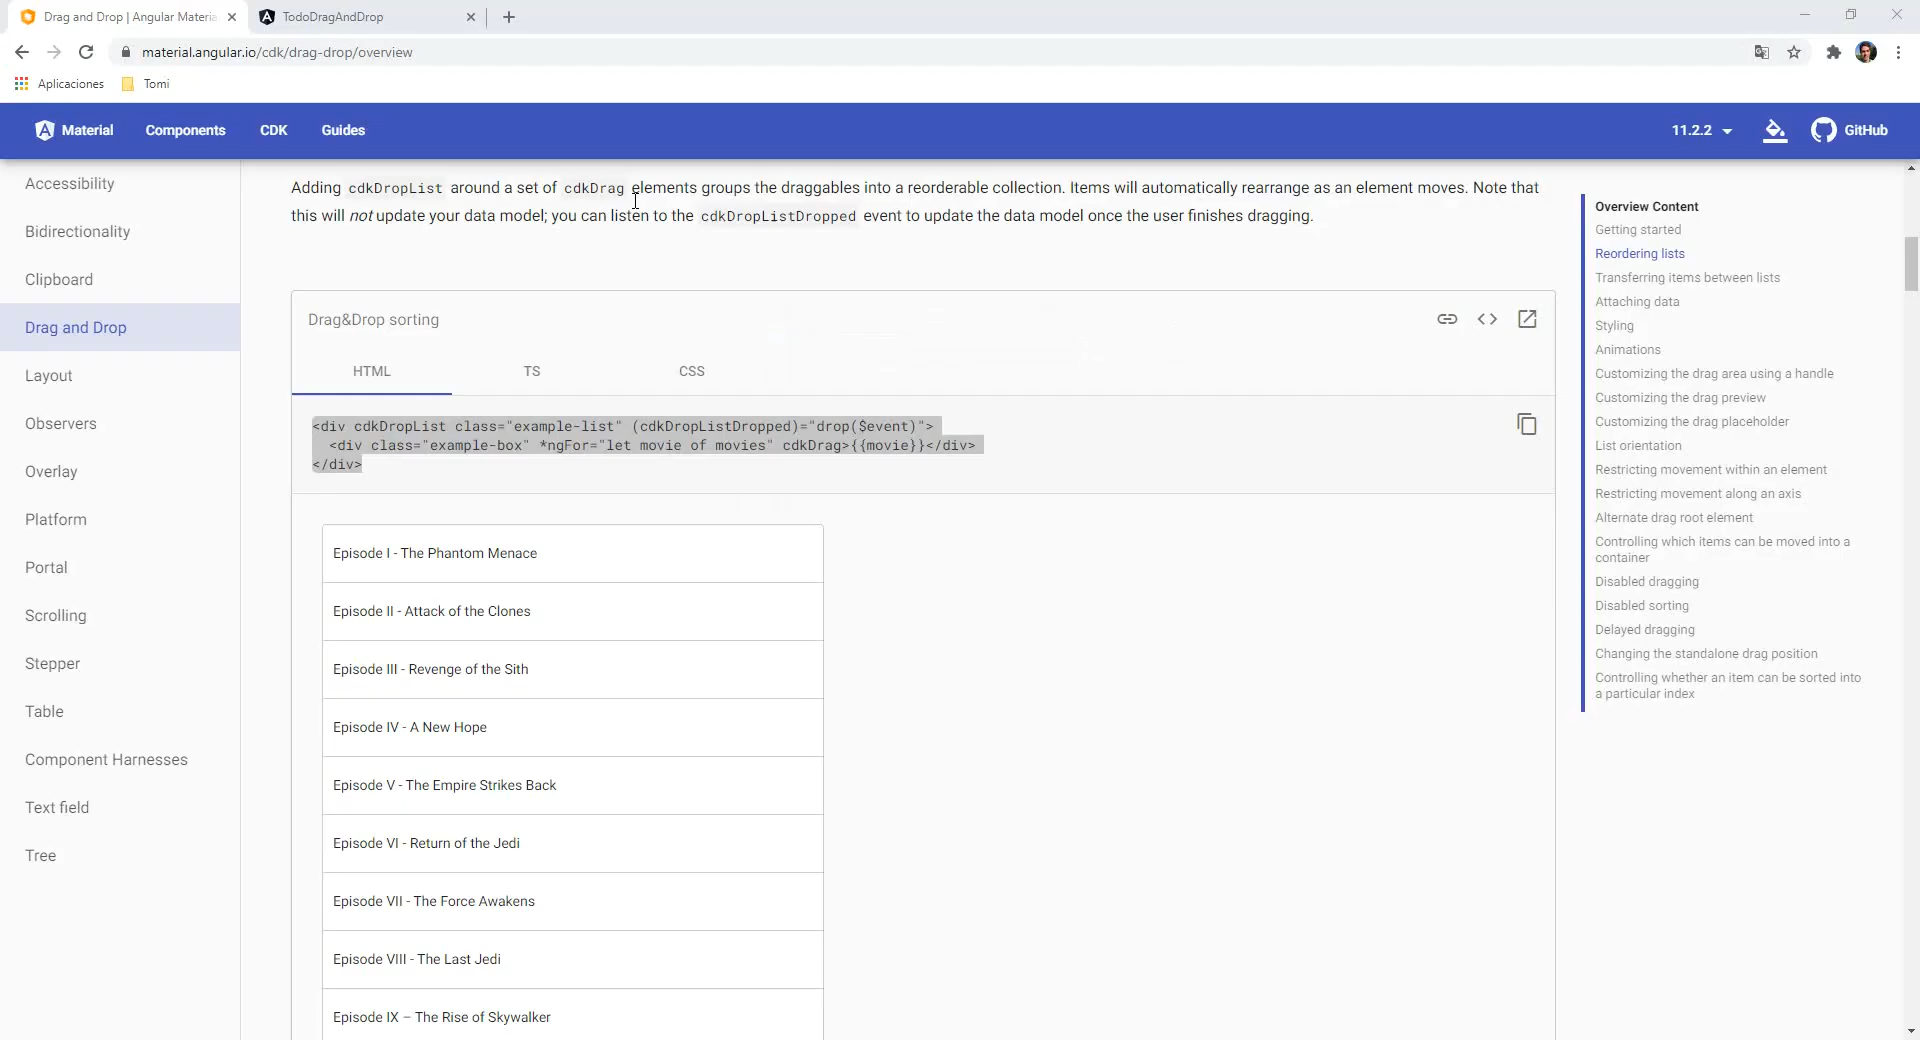 Drag and Drop | Angular Materia
TodoDragAndDrop
material.angular.io/cdk/drag-drop/overview
Aplicaciones
Tomi
Material
Components
CDK
Guides
11.2.2
GitHub
Accessibility
Bidirectionality
Clipboard
Drag and Drop
Layout
Observers
Overlay
Platform
Portal
Scrolling
Stepper
Table
Component Harnesses
Text field
Tree
Adding cdkDropList around a set of cdkDrag elements groups the draggables into a reorderable collection. Items will automatically rearrange as an element moves. Note that
this will not update your data model; you can listen to the cdkDropListDropped event to update the data model once the user finishes dragging.
Drag&Drop sorting
HTML
TS
CSS
<div cdkDropList class="example-list" (cdkDropListDropped)="drop($event)">
<div class="example-box" *ngFor="let movie of movies" cdkDrag>{{movie}}</div>
</div>
Episode I - The Phantom Menace
Episode II - Attack of the Clones
Episode III - Revenge of the Sith
Episode IV - A New Hope
Episode V - The Empire Strikes Back
Episode VI - Return of the Jedi
Episode VII - The Force Awakens
Episode VIII - The Last Jedi
Episode IX – The Rise of Skywalker
Overview Content
Getting started
Reordering lists
Transferring items between lists
Attaching data
Styling
Animations
Customizing the drag area using a handle
Customizing the drag preview
Customizing the drag placeholder
List orientation
Restricting movement within an element
Restricting movement along an axis
Alternate drag root element
Controlling which items can be moved into a
container
Disabled dragging
Disabled sorting
Delayed dragging
Changing the standalone drag position
Controlling whether an item can be sorted into
a particular index